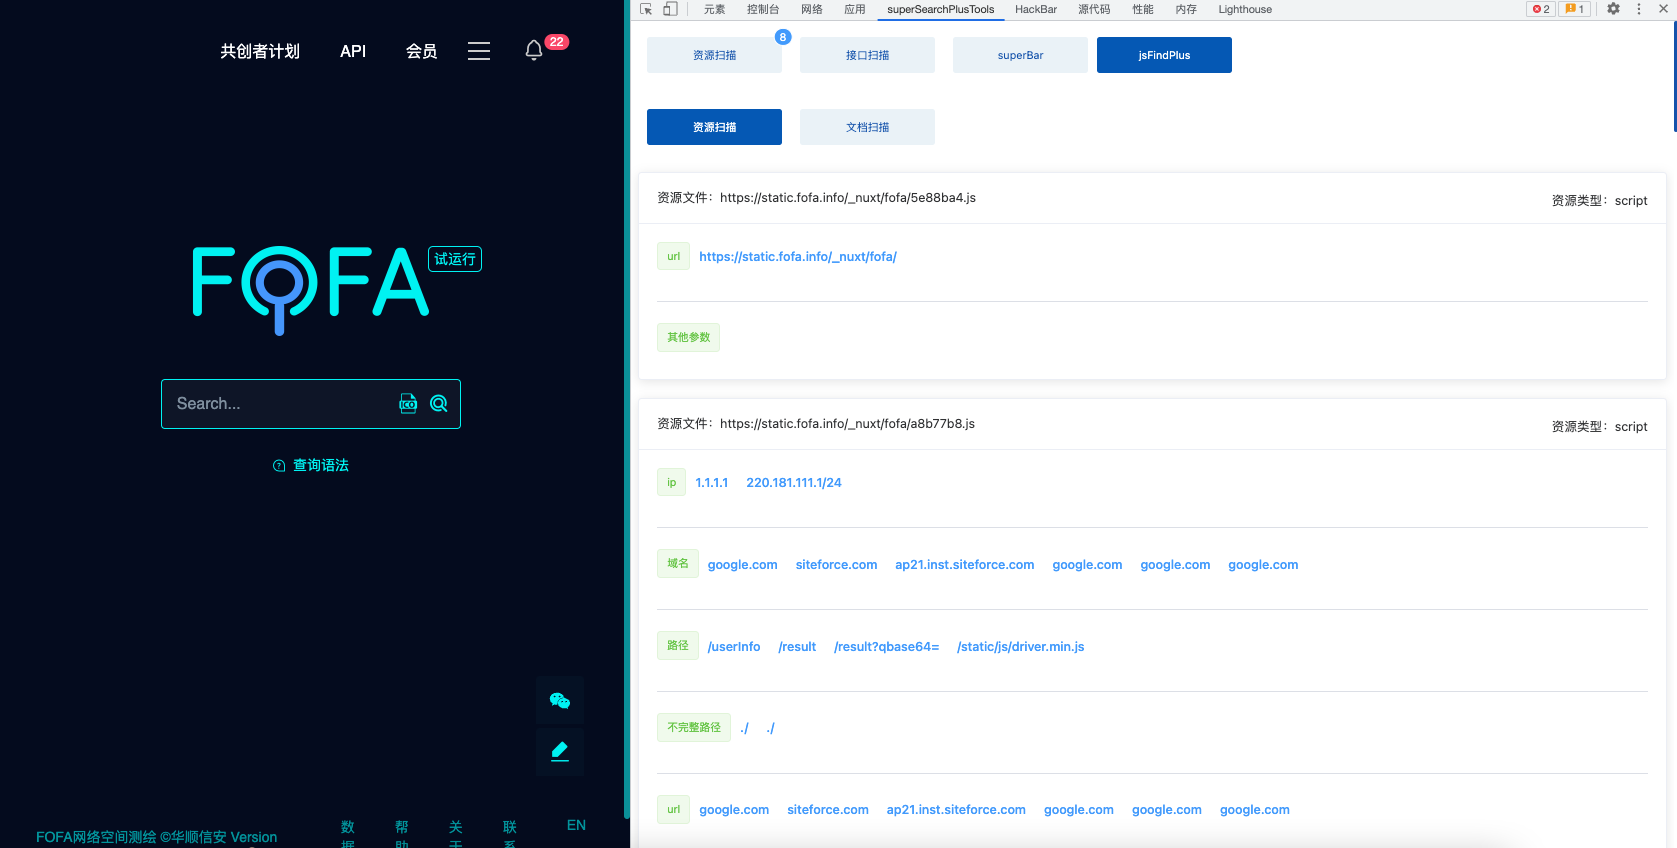 共创者计划 API 会员 22
FOFA 试运行
Search... ICO
查询语法
FOFA网络空间测绘 ©华顺信安 Version
数据 帮助 关于 联系 EN
元素 控制台 网络 应用 superSearchPlusTools HackBar 源代码 性能 内存 Lighthouse 2 1
资源扫描 8 接口扫描 superBar jsFindPlus
资源扫描 文档扫描
资源文件：https://static.fofa.info/_nuxt/fofa/5e88ba4.js 资源类型：script
url https://static.fofa.info/_nuxt/fofa/
其他参数
资源文件：https://static.fofa.info/_nuxt/fofa/a8b77b8.js 资源类型：script
ip 1.1.1.1 220.181.111.1/24
域名 google.com siteforce.com ap21.inst.siteforce.com google.com google.com google.com
路径 /userInfo /result /result?qbase64= /static/js/driver.min.js
不完整路径 ./ ./
url google.com siteforce.com ap21.inst.siteforce.com google.com google.com google.com